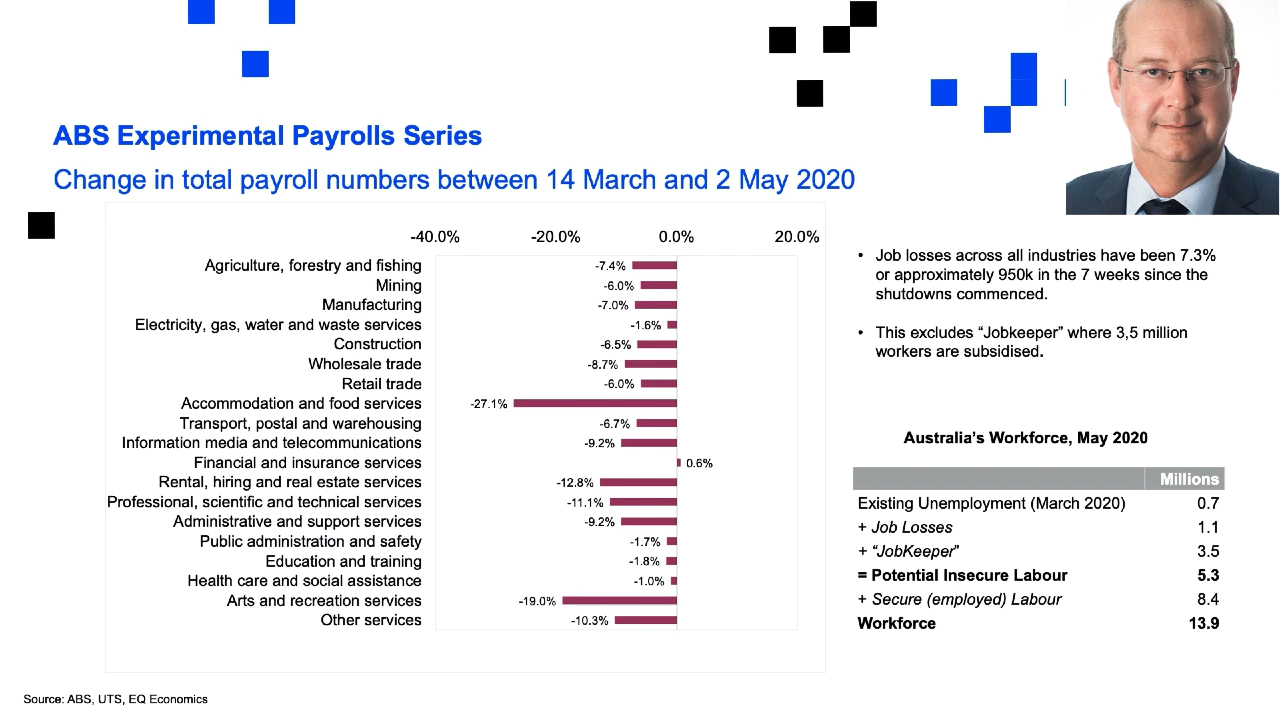 ABS Experimental Payrolls Series
Change in total payroll numbers between 14 March and 2 May 2020
-40.0% -20.0% 0.0% 20.0%
Agriculture, forestry and fishing -7.4%
Mining -6.0%
Manufacturing -7.0%
Electricity, gas, water and waste services -1.6%
Construction -6.5%
Wholesale trade -8.7%
Retail trade -6.0%
Accommodation and food services -27.1%
Transport, postal and warehousing -6.7%
Information media and telecommunications -9.2%
Financial and insurance services 0.6%
Rental, hiring and real estate services -12.8%
Professional, scientific and technical services -11.1%
Administrative and support services -9.2%
Public administration and safety -1.7%
Education and training -1.8%
Health care and social assistance -1.0%
Arts and recreation services -19.0%
Other services -10.3%
• Job losses across all industries have been 7.3%
or approximately 950k in the 7 weeks since the
shutdowns commenced.
• This excludes “Jobkeeper” where 3,5 million
workers are subsidised.
Australia’s Workforce, May 2020
Millions
Existing Unemployment (March 2020) 0.7
+ Job Losses 1.1
+ “JobKeeper” 3.5
= Potential Insecure Labour 5.3
+ Secure (employed) Labour 8.4
Workforce 13.9
Source: ABS, UTS, EQ Economics